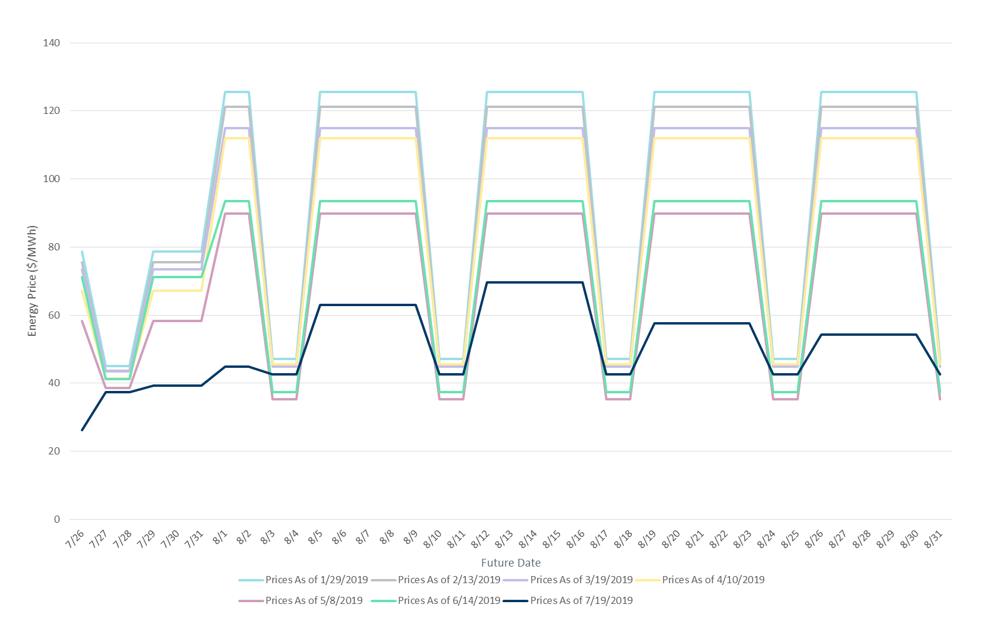 140
120
100
80
60
40
20
0
Energy Price ($/MWh)
7/26 7/27 7/28 7/29 7/30 7/31 8/1 8/2 8/3 8/4 8/5 8/6 8/7 8/8 8/9 8/10 8/11 8/12 8/13 8/14 8/15 8/16 8/17 8/18 8/19 8/20 8/21 8/22 8/23 8/24 8/25 8/26 8/27 8/28 8/29 8/30 8/31
Future Date
Prices As of 1/29/2019 Prices As of 2/13/2019 Prices As of 3/19/2019 Prices As of 4/10/2019
Prices As of 5/8/2019 Prices As of 6/14/2019 Prices As of 7/19/2019